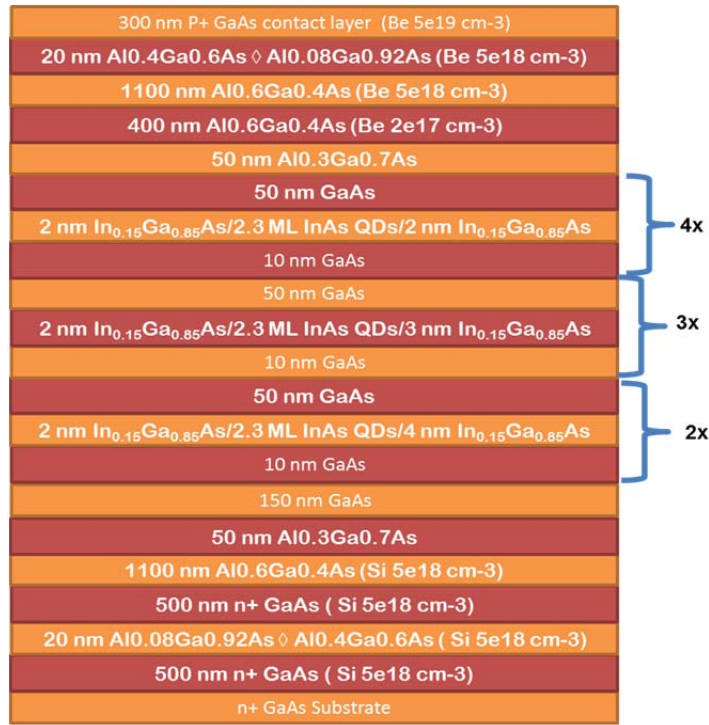 300 nm P+ GaAs contact layer (Be 5e19 cm-3)
20 nm Al0.4Ga0.6As ◊ Al0.08Ga0.92As (Be 5e18 cm-3)
1100 nm Al0.6Ga0.4As (Be 5e18 cm-3)
400 nm Al0.6Ga0.4As (Be 2e17 cm-3)
50 nm Al0.3Ga0.7As
50 nm GaAs
2 nm In₀.₁₅Ga₀.₈₅As/2.3 ML InAs QDs/2 nm In₀.₁₅Ga₀.₈₅As
10 nm GaAs
4x
50 nm GaAs
2 nm In₀.₁₅Ga₀.₈₅As/2.3 ML InAs QDs/3 nm In₀.₁₅Ga₀.₈₅As
10 nm GaAs
3x
50 nm GaAs
2 nm In₀.₁₅Ga₀.₈₅As/2.3 ML InAs QDs/4 nm In₀.₁₅Ga₀.₈₅As
10 nm GaAs
2x
150 nm GaAs
50 nm Al0.3Ga0.7As
1100 nm Al0.6Ga0.4As (Si 5e18 cm-3)
500 nm n+ GaAs ( Si 5e18 cm-3)
20 nm Al0.08Ga0.92As ◊ Al0.4Ga0.6As ( Si 5e18 cm-3)
500 nm n+ GaAs ( Si 5e18 cm-3)
n+ GaAs Substrate